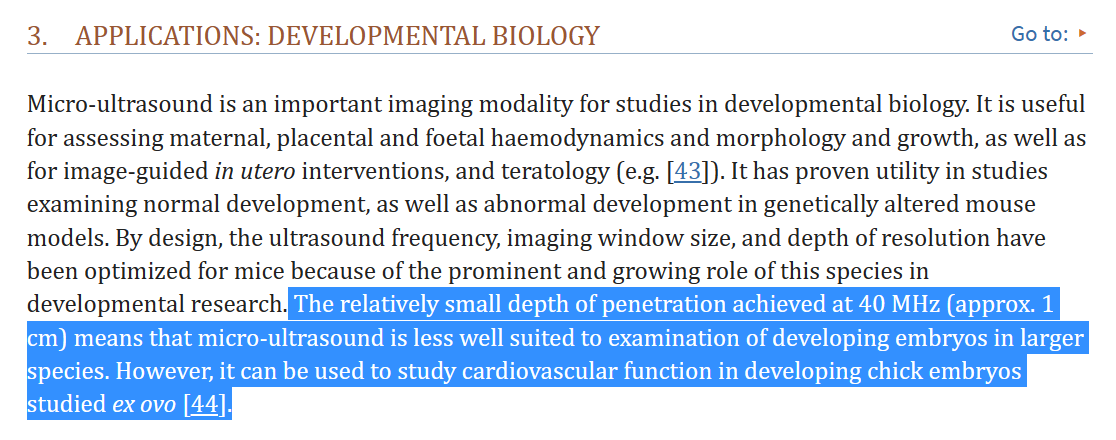 3. APPLICATIONS: DEVELOPMENTAL BIOLOGY Go to: ▸
Micro-ultrasound is an important imaging modality for studies in developmental biology. It is useful
for assessing maternal, placental and foetal haemodynamics and morphology and growth, as well as
for image-guided in utero interventions, and teratology (e.g. [43]). It has proven utility in studies
examining normal development, as well as abnormal development in genetically altered mouse
models. By design, the ultrasound frequency, imaging window size, and depth of resolution have
been optimized for mice because of the prominent and growing role of this species in
developmental research. The relatively small depth of penetration achieved at 40 MHz (approx. 1
cm) means that micro-ultrasound is less well suited to examination of developing embryos in larger
species. However, it can be used to study cardiovascular function in developing chick embryos
studied ex ovo [44].